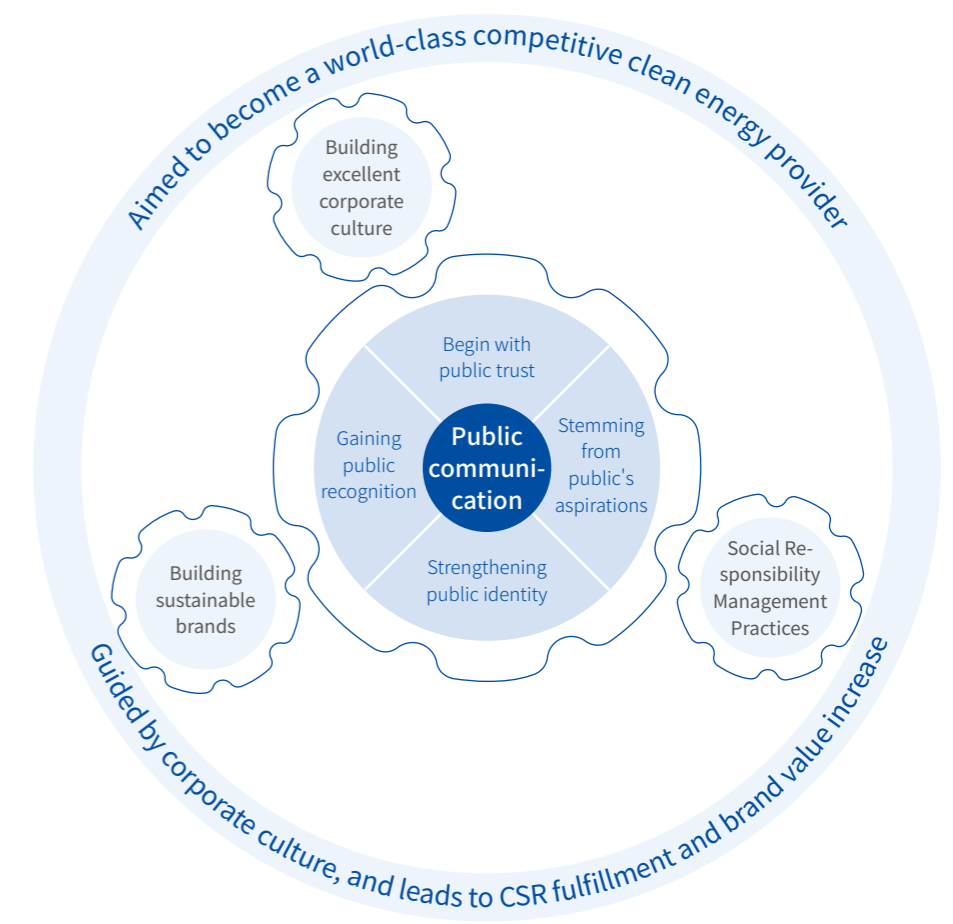 Aimed to become a world-class competitive clean energy provider
Building
excellent
corporate
culture
Begin with
public trust
Gaining
public
recognition
Public
communi-
cation
Stemming
from
public's
aspirations
Strengthening
public identity
Building
sustainable
brands
Social Re-
sponsibility
Management
Practices
Guided by corporate culture, and leads to CSR fulfillment and brand value increase